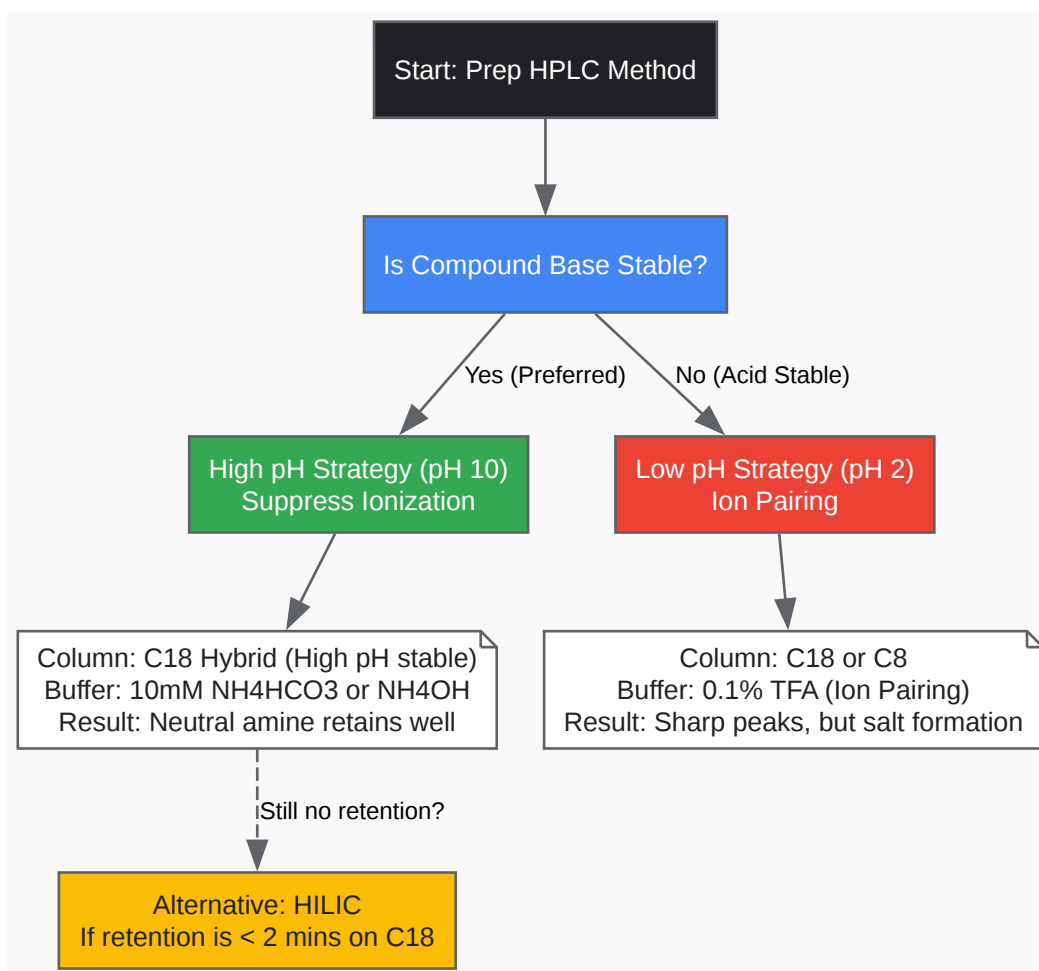 Start: Prep HPLC Method
Is Compound Base Stable?
Yes (Preferred)
No (Acid Stable)
High pH Strategy (pH 10)
Suppress Ionization
Low pH Strategy (pH 2)
Ion Pairing
Column: C18 Hybrid (High pH stable)
Buffer: 10mM NH4HCO3 or NH4OH
Result: Neutral amine retains well
Column: C18 or C8
Buffer: 0.1% TFA (Ion Pairing)
Result: Sharp peaks, but salt formation
Still no retention?
Alternative: HILIC
If retention is < 2 mins on C18